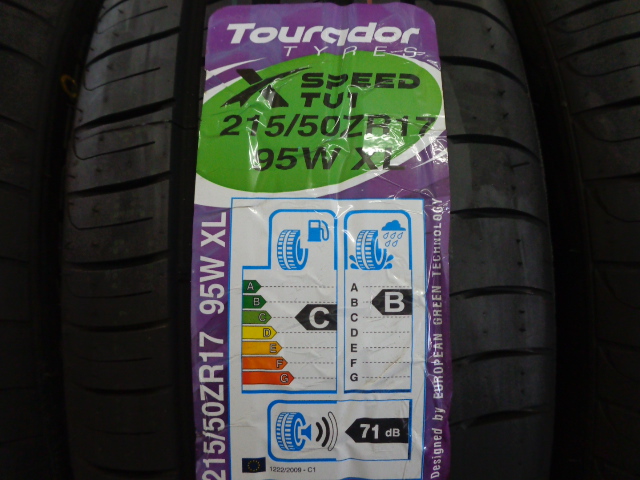 Tourador
TYRES
X SPEED
TU1
215/50ZR17
95W XL
215/50ZR17 95W XL
A
B
C
D
E
F
G
C
A
B
C
D
E
F
G
B
71 dB
1222/2009 - C1
Designed by EUROPEAN GREEN TECHNOLOGY